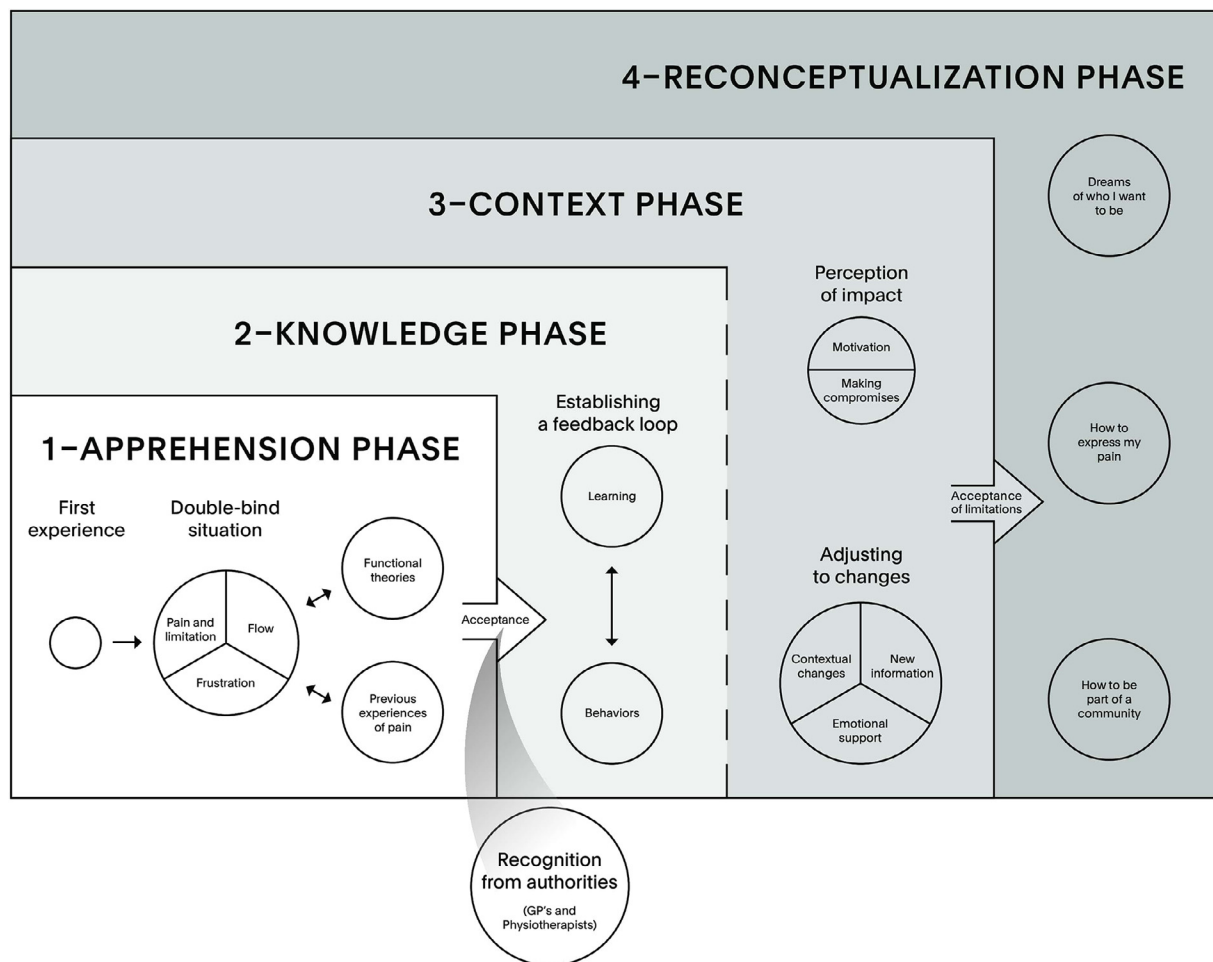 4–RECONCEPTUALIZATION PHASE
Dreams
of who I want
to be
How to
express my
pain
How to be
part of a
community
3–CONTEXT PHASE
Perception
of impact
Motivation
Making
compromises
Adjusting
to changes
Contextual
changes
New
information
Emotional
support
Acceptance
of limitations
2–KNOWLEDGE PHASE
Establishing
a feedback loop
Learning
Behaviors
1–APPREHENSION PHASE
First
experience
Double-bind
situation
Pain and
limitation
Flow
Frustration
Functional
theories
Previous
experiences
of pain
Acceptance
Recognition
from authorities
(GP's and
Physiotherapists)